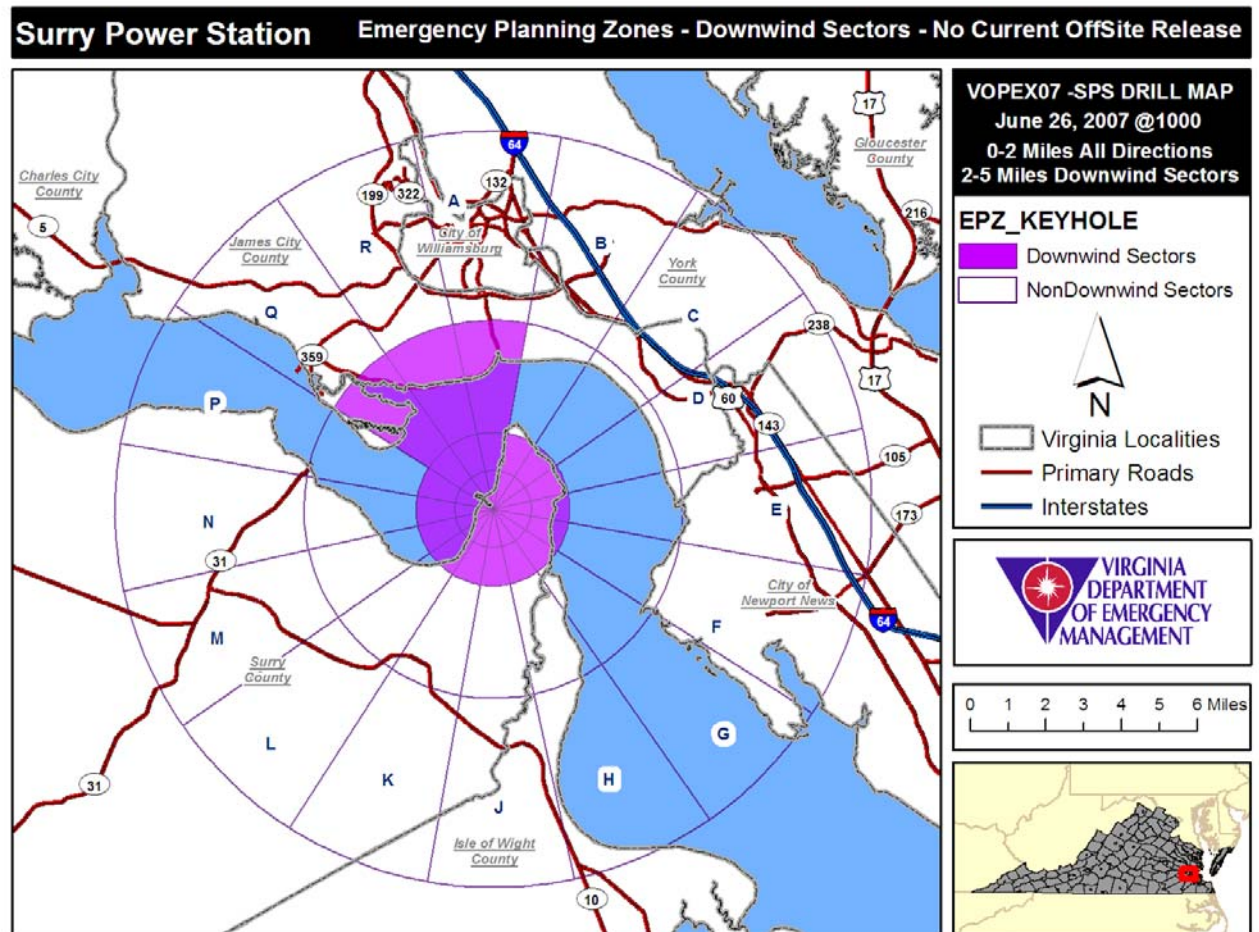 Surry Power Station Emergency Planning Zones - Downwind Sectors - No Current OffSite Release
VOPEX07 -SPS DRILL MAP
June 26, 2007 @1000
0-2 Miles All Directions
2-5 Miles Downwind Sectors
EPZ_KEYHOLE
Downwind Sectors
NonDownwind Sectors
N
Virginia Localities
Primary Roads
Interstates
VIRGINIA
DEPARTMENT
OF EMERGENCY
MANAGEMENT
0 1 2 3 4 5 6 Miles
17
64
Gloucester
County
Charles City
County
132
199
322
A
216
5
James City
County
R
City of
Williamsburg
B
York
County
Q
C
238
359
17
P
D
60
143
105
N
E
173
31
City of
Newport News
64
M
F
Surry
County
G
L
K
H
31
J
Isle of Wight
County
10